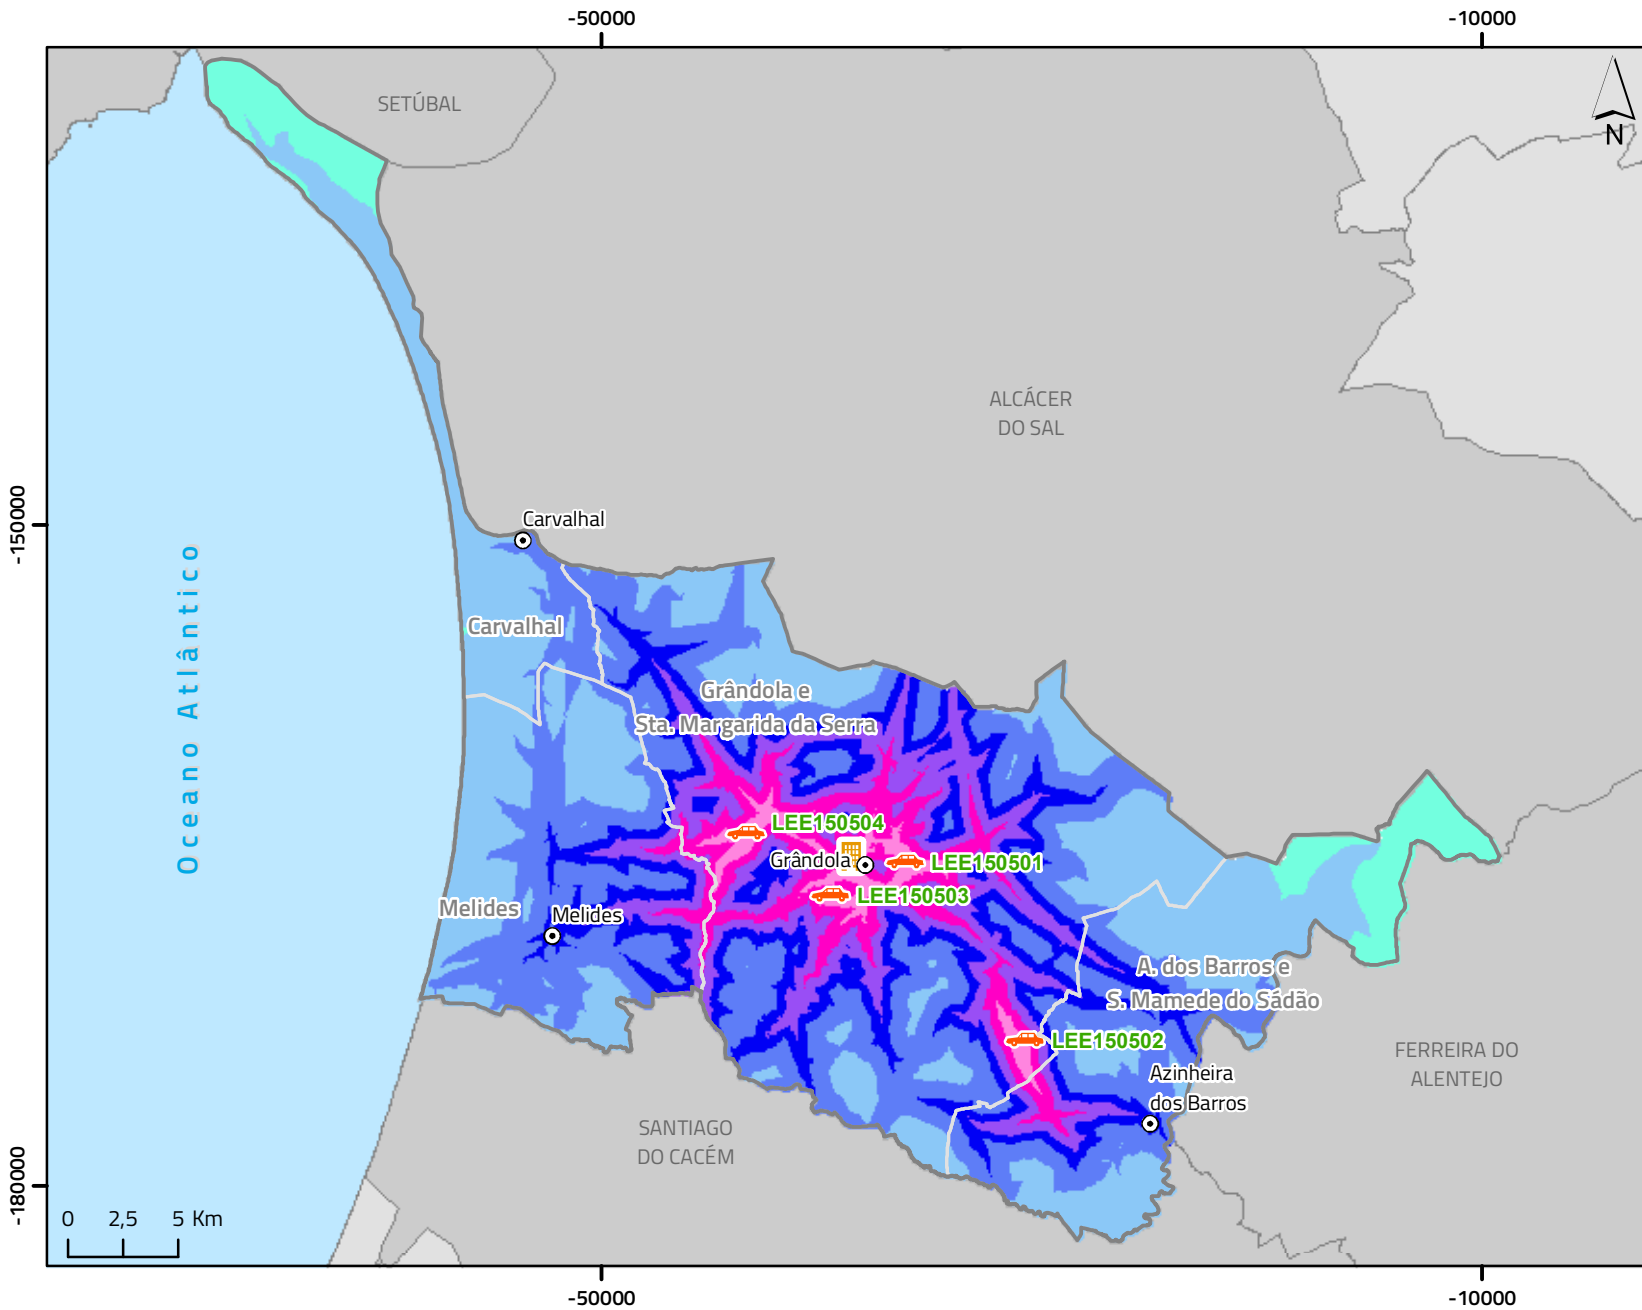 -50000
-10000
SETÚBAL
N
ALCÁCER
DO SAL
-150000
Carvalhal
Oceano Atlântico
Carvalhal
Grândola e
Sta. Margarida da Serra
LEE150504
Grândola
LEE150501
LEE150503
Melides
Melides
A. dos Barros e
S. Mamede do Sádão
LEE150502
FERREIRA DO
ALENTEJO
Azinheira
dos Barros
SANTIAGO
DO CACÉM
-180000
0 2,5 5 Km
-50000
-10000